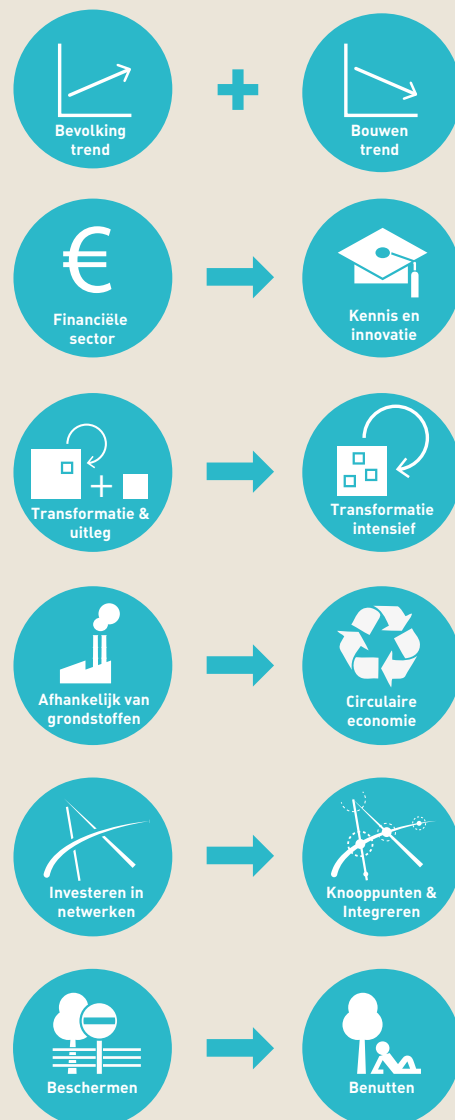 Bevolking
trend
Bouwen
trend
Financiële
sector
Kennis en
innovatie
Transformatie &
uitleg
Transformatie
intensief
Afhankelijk van
grondstoffen
Circulaire
economie
Investeren in
netwerken
Knooppunten &
Integreren
Beschermen
Benutten